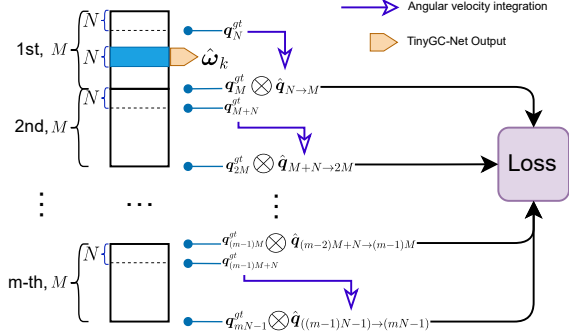 N
q_N^{gt}
Angular velocity integration
1st, M
N
ω̂_k
TinyGC-Net Output
N
q_M^{gt} ⊗ q̂_{N→M}
q_{M+N}^{gt}
2nd, M
q_{2M}^{gt} ⊗ q̂_{M+N→2M}
Loss
⋮ ⋯ ⋮
N
q_{(m-1)M}^{gt} ⊗ q̂_{(m-2)M+N→(m-1)M}
q_{(m-1)M+N}^{gt}
m-th, M
q_{mN-1}^{gt} ⊗ q̂_{((m-1)N-1)→(mN-1)}